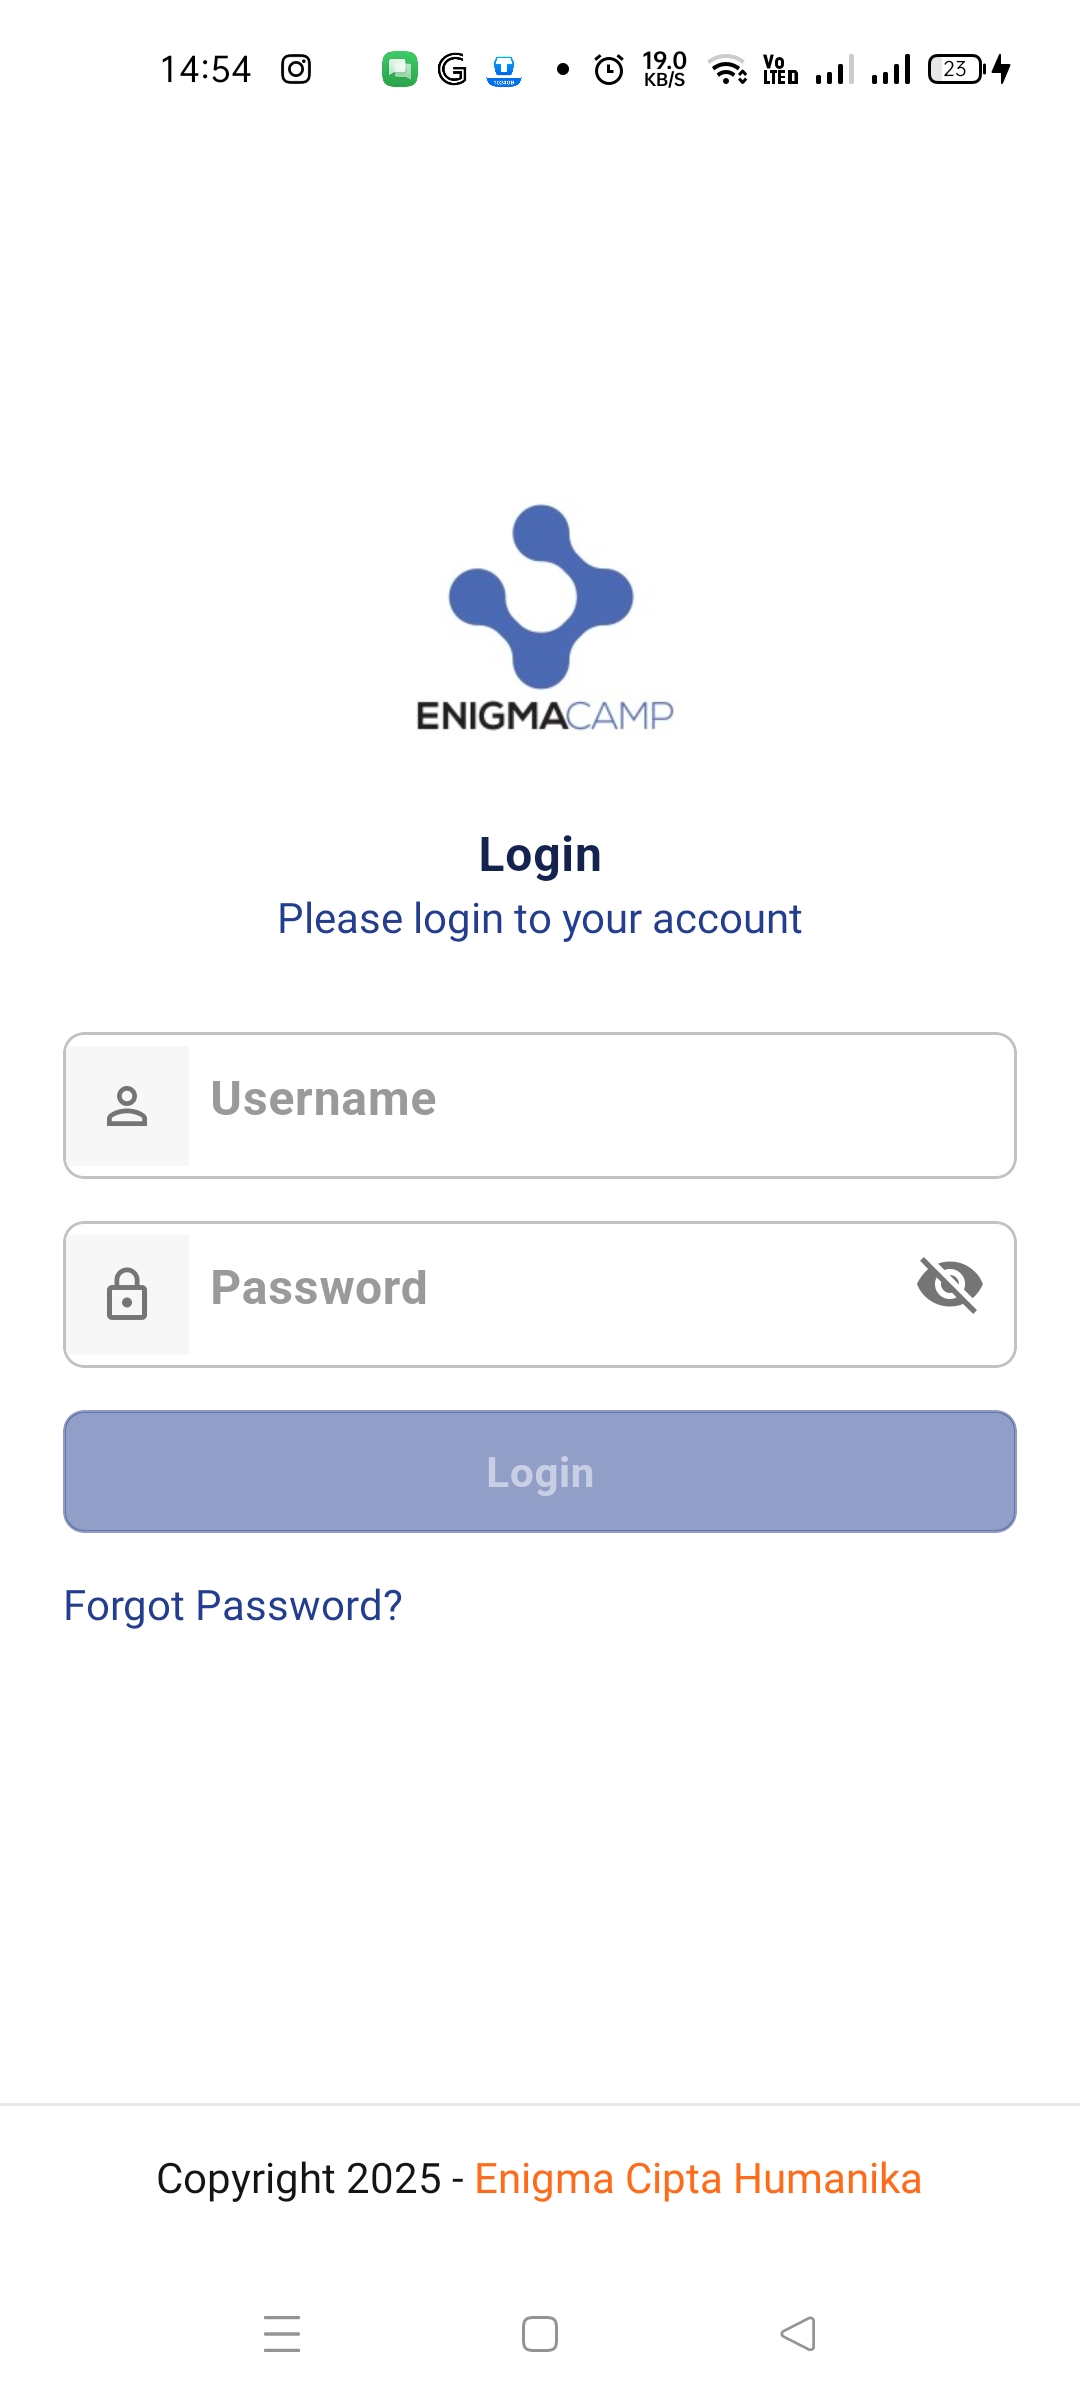 14:54 19.0 KB/S Vo LTED 23
ENIGMACAMP
Login
Please login to your account
Username
Password
Login
Forgot Password?
Copyright 2025 - Enigma Cipta Humanika